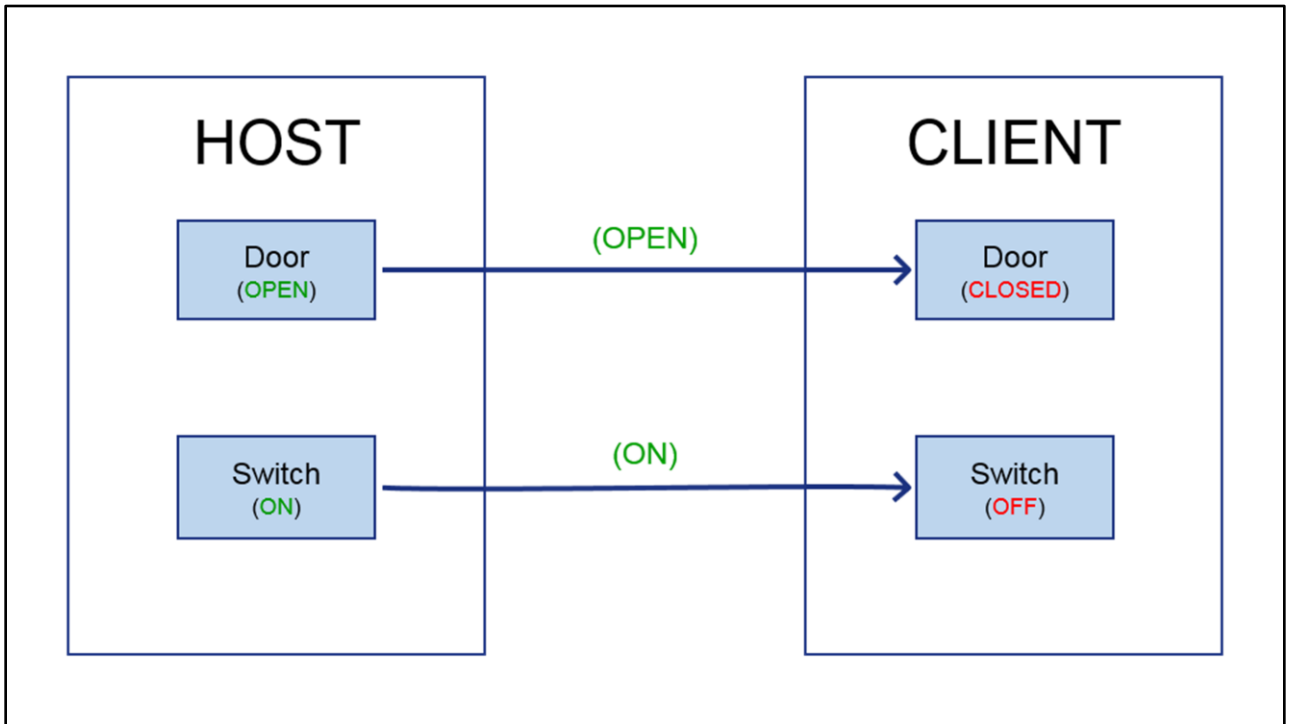 HOST
CLIENT
Door
(OPEN)
(OPEN)
Door
(CLOSED)
Switch
(ON)
(ON)
Switch
(OFF)